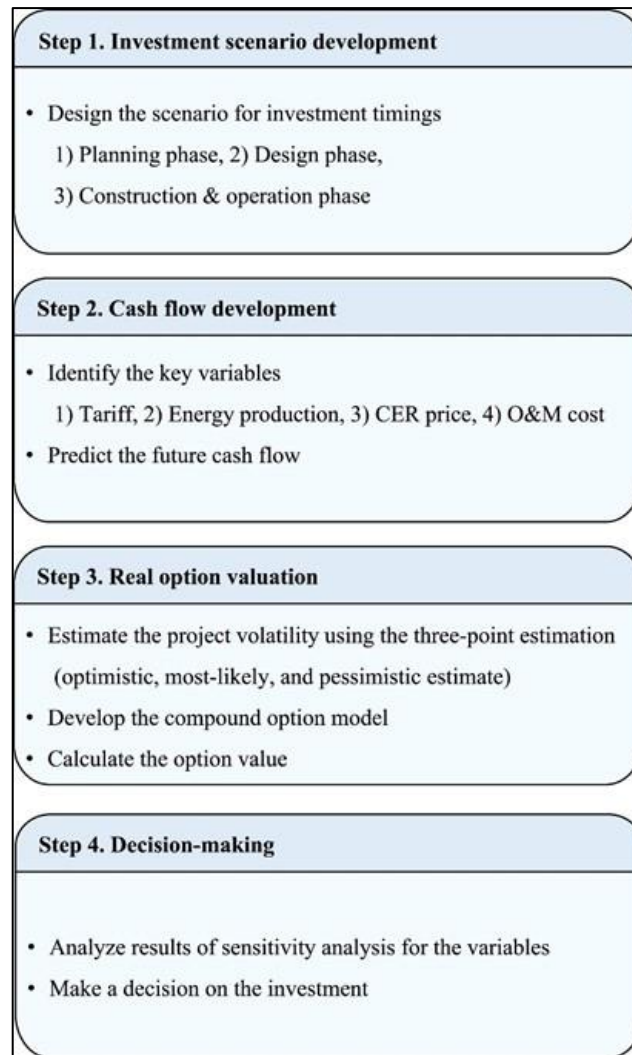 Step 1. Investment scenario development
• Design the scenario for investment timings
1) Planning phase, 2) Design phase,
3) Construction & operation phase
Step 2. Cash flow development
• Identify the key variables
1) Tariff, 2) Energy production, 3) CER price, 4) O&M cost
• Predict the future cash flow
Step 3. Real option valuation
• Estimate the project volatility using the three-point estimation
(optimistic, most-likely, and pessimistic estimate)
• Develop the compound option model
• Calculate the option value
Step 4. Decision-making
• Analyze results of sensitivity analysis for the variables
• Make a decision on the investment